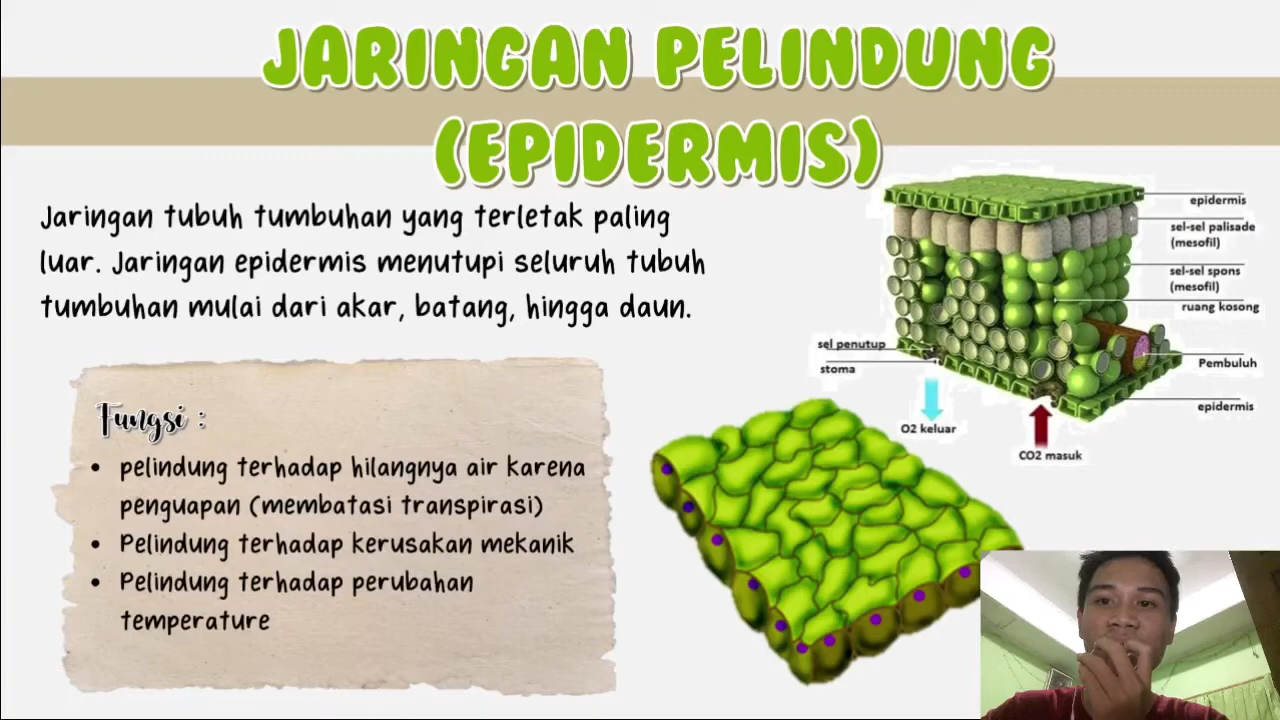 JARINGAN PELINDUNG
(EPIDERMIS)
Jaringan tubuh tumbuhan yang terletak paling
luar. Jaringan epidermis menutupi seluruh tubuh
tumbuhan mulai dari akar, batang, hingga daun.
Fungsi :
• pelindung terhadap hilangnya air karena
penguapan (membatasi transpirasi)
• Pelindung terhadap kerusakan mekanik
• Pelindung terhadap perubahan
temperature
epidermis
sel-sel palisade
(mesofil)
sel-sel spons
(mesofil)
ruang kosong
sel penutup
stoma
Pembuluh
epidermis
O2 keluar
CO2 masuk